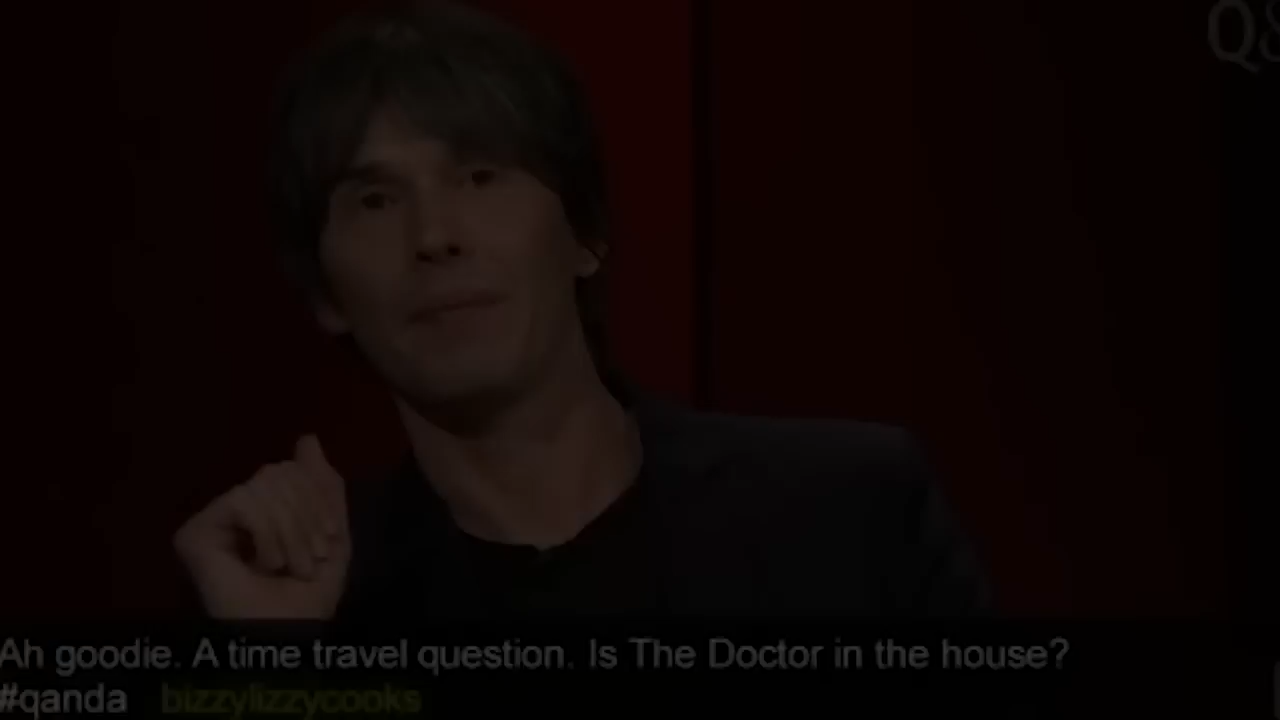 Q&
Ah goodie. A time travel question. Is The Doctor in the house?
#qanda bizzylizzycooks